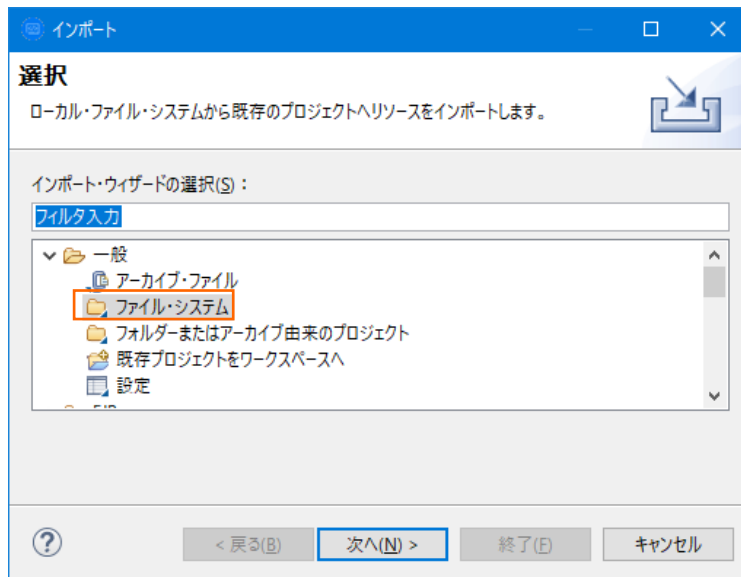 インポート
選択
ローカル・ファイル・システムから既存のプロジェクトへリソースをインポートします。
インポート・ウィザードの選択(S)：
フィルタ入力
一般
アーカイブ・ファイル
ファイル・システム
フォルダーまたはアーカイブ由来のプロジェクト
既存プロジェクトをワークスペースへ
設定
< 戻る(B) 次へ(N) > 終了(F) キャンセル